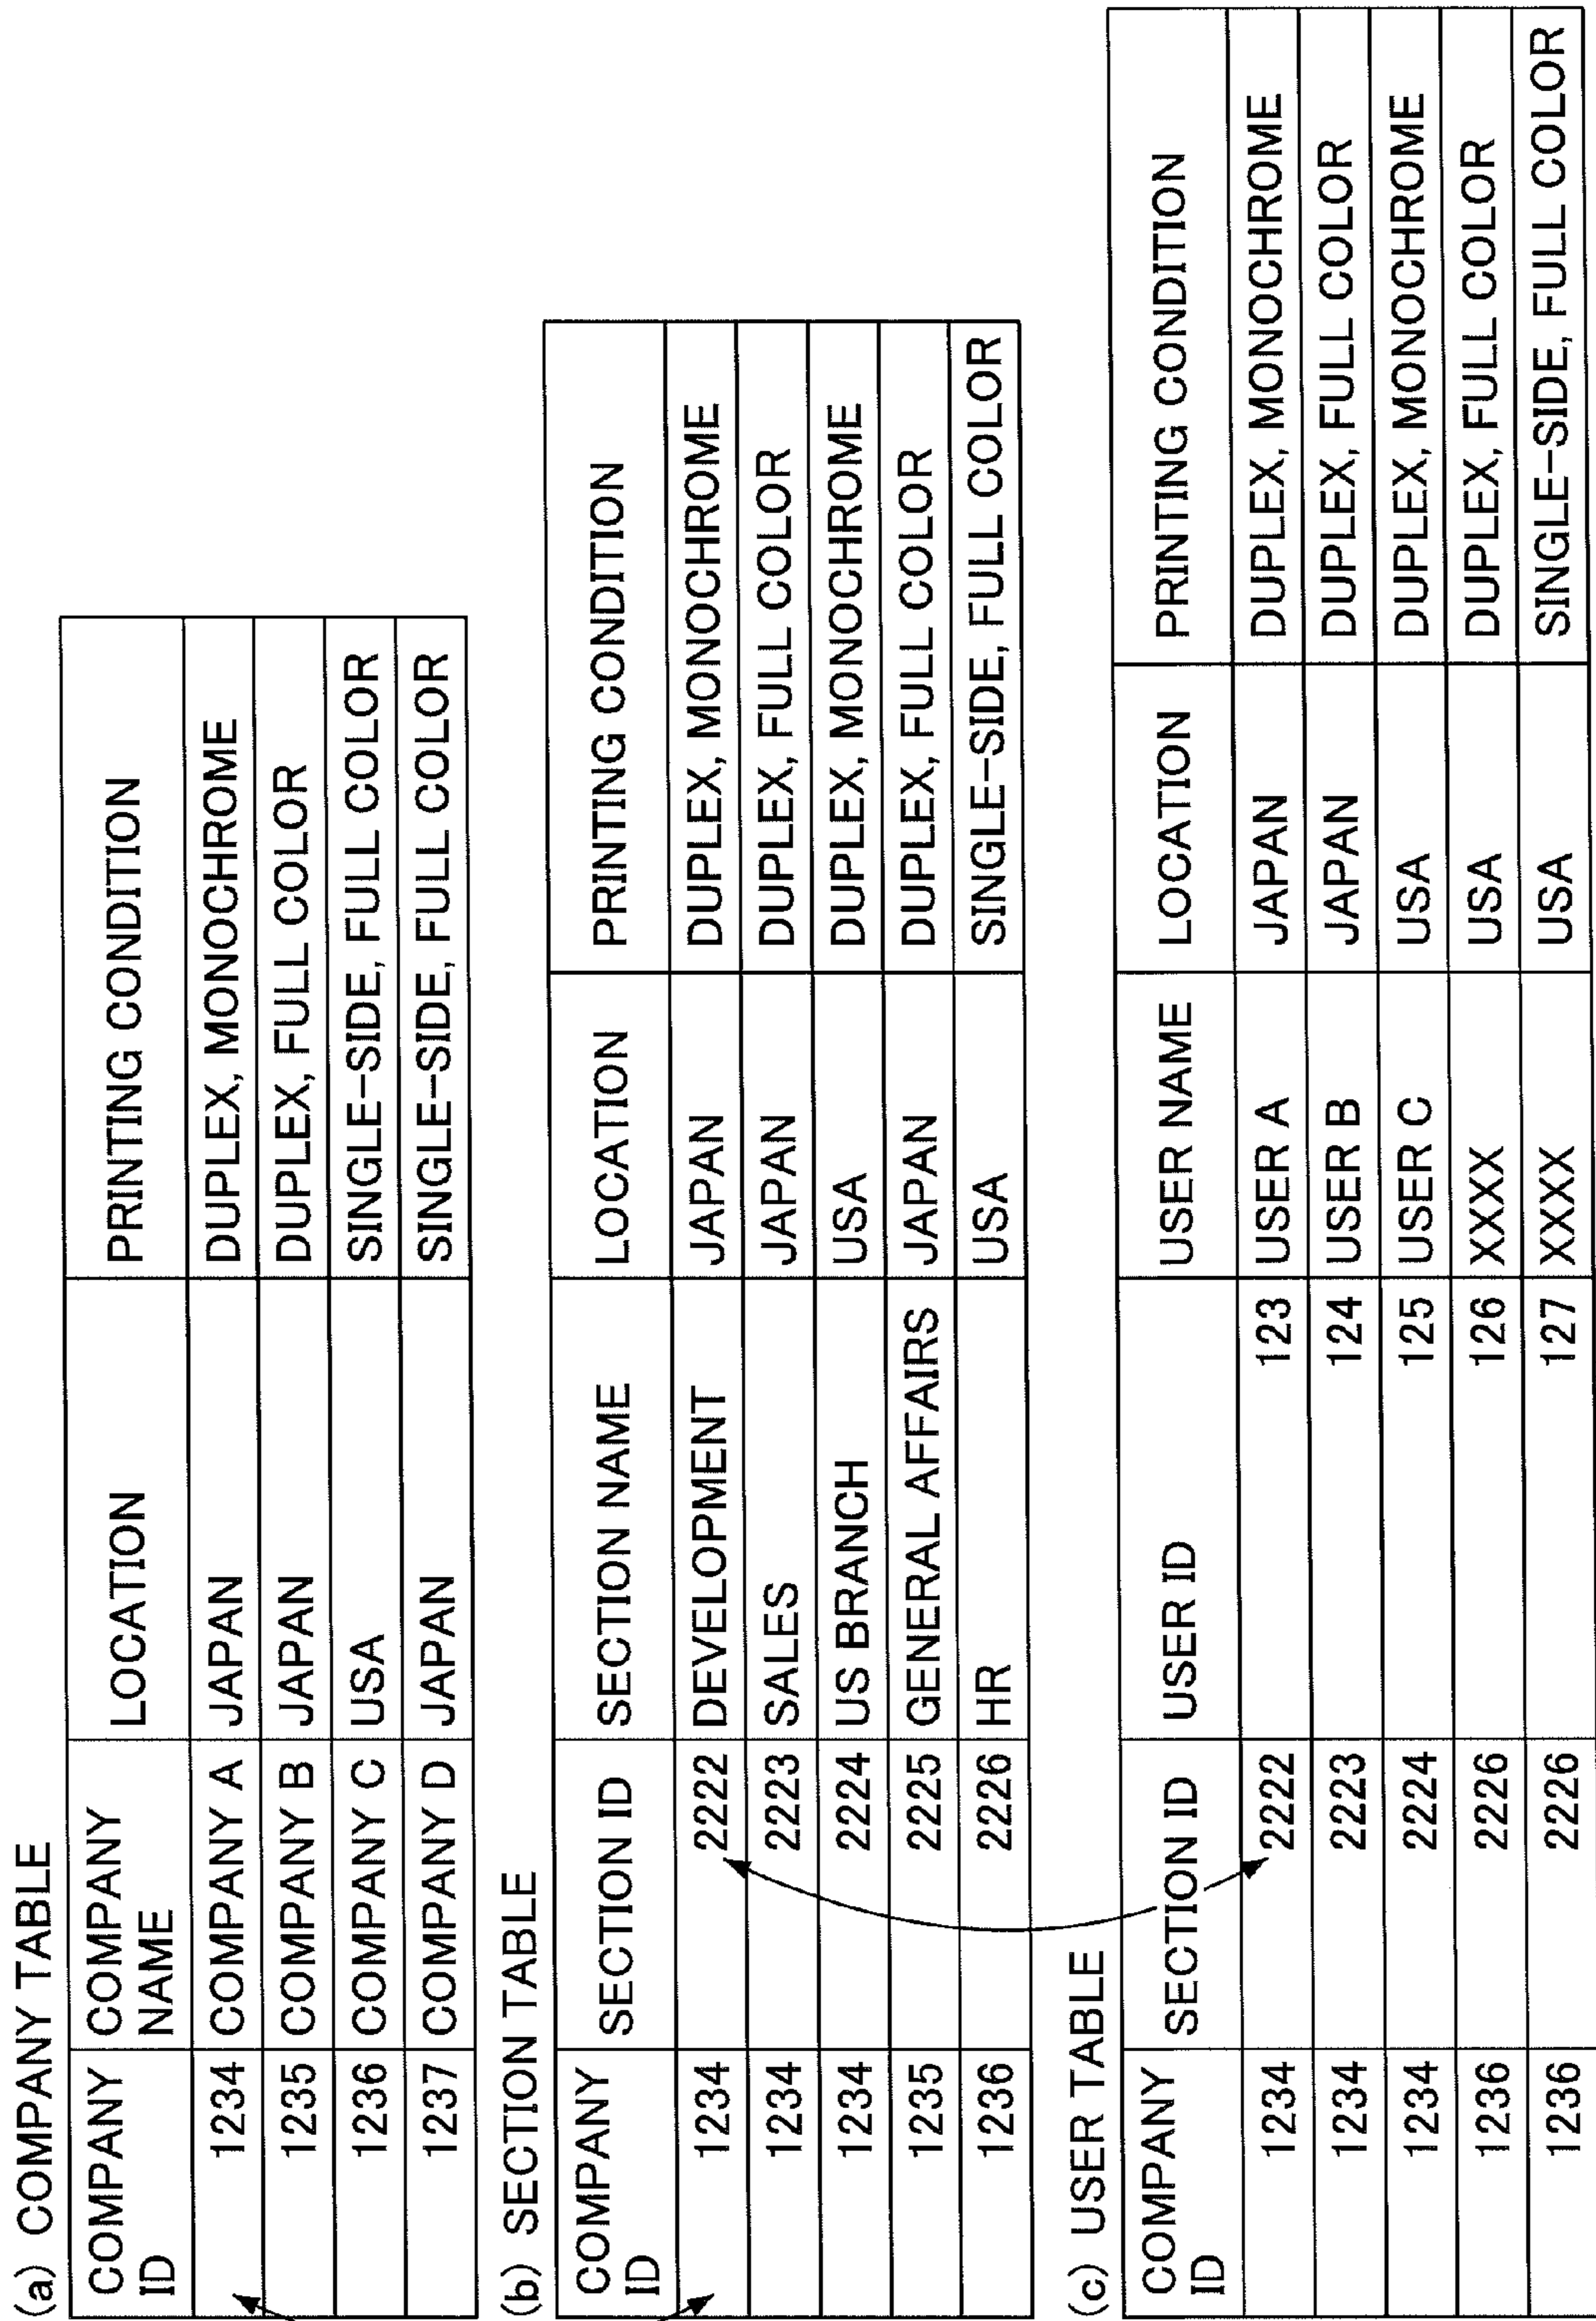 (a) COMPANY TABLE
COMPANY ID COMPANY NAME LOCATION PRINTING CONDITION
1234 COMPANY A JAPAN DUPLEX, MONOCHROME
1235 COMPANY B JAPAN DUPLEX, FULL COLOR
1236 COMPANY C USA SINGLE-SIDE, FULL COLOR
1237 COMPANY D JAPAN SINGLE-SIDE, FULL COLOR
(b) SECTION TABLE
COMPANY ID SECTION ID SECTION NAME LOCATION PRINTING CONDITION
1234 2222 DEVELOPMENT JAPAN DUPLEX, MONOCHROME
1234 2223 SALES JAPAN DUPLEX, FULL COLOR
1234 2224 US BRANCH USA DUPLEX, MONOCHROME
1235 2225 GENERAL AFFAIRS JAPAN DUPLEX, FULL COLOR
1236 2226 HR USA SINGLE-SIDE, FULL COLOR
(c) USER TABLE
COMPANY ID SECTION ID USER ID USER NAME LOCATION PRINTING CONDITION
1234 2222 123 USER A JAPAN DUPLEX, MONOCHROME
1234 2223 124 USER B JAPAN DUPLEX, FULL COLOR
1234 2224 125 USER C USA DUPLEX, MONOCHROME
1236 2226 126 XXXX USA DUPLEX, FULL COLOR
1236 2226 127 XXXX USA SINGLE-SIDE, FULL COLOR